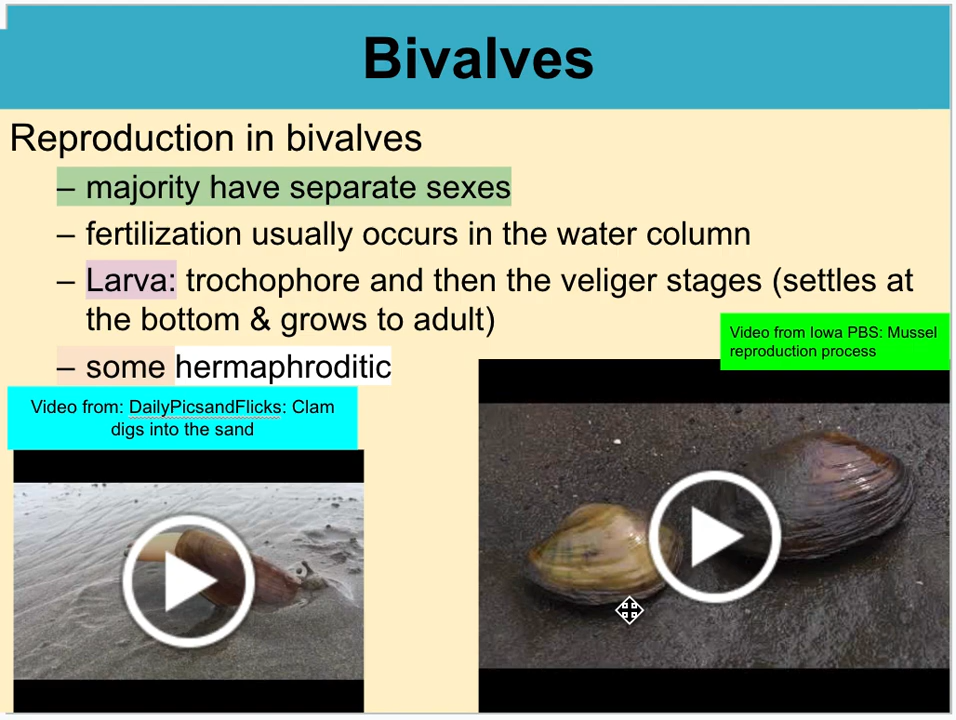 Bivalves
Reproduction in bivalves
– majority have separate sexes
– fertilization usually occurs in the water column
– Larva: trochophore and then the veliger stages (settles at
the bottom & grows to adult)
– some hermaphroditic
Video from Iowa PBS: Mussel
reproduction process
Video from: DailyPicsandFlicks: Clam
digs into the sand